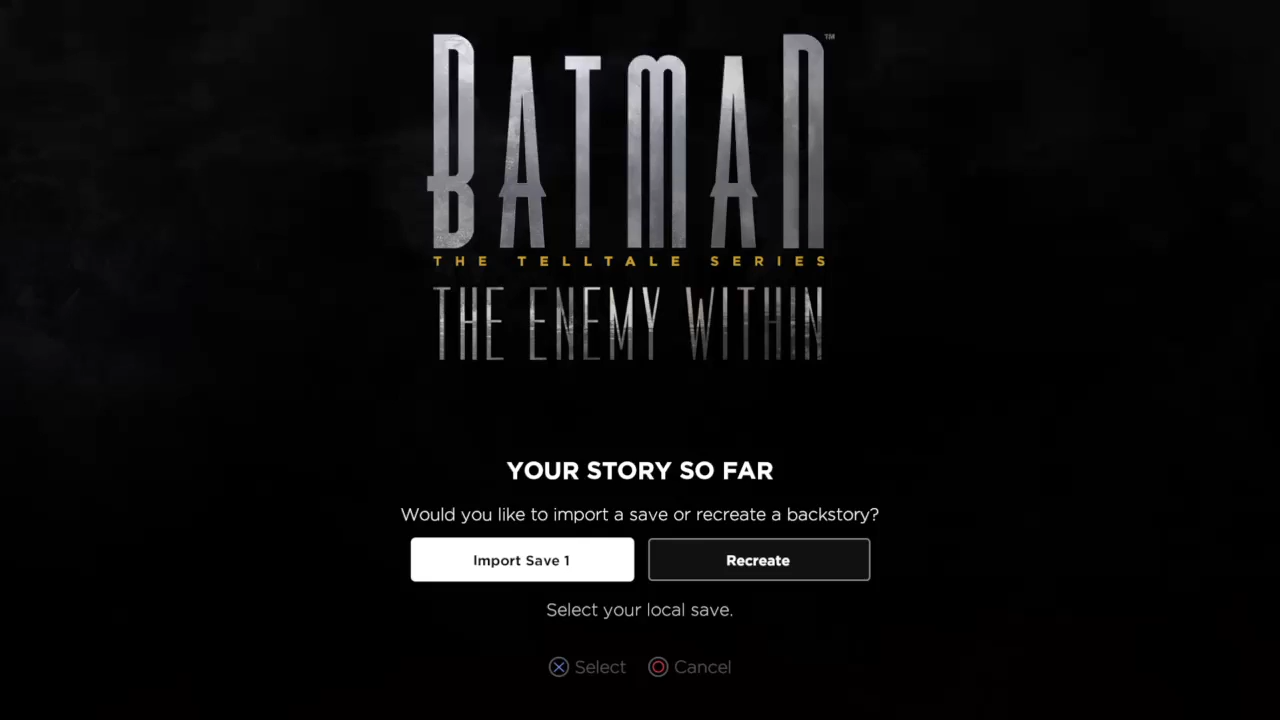 BATMAN™
THE TELLTALE SERIES
THE ENEMY WITHIN
YOUR STORY SO FAR
Would you like to import a save or recreate a backstory?
Import Save 1
Recreate
Select your local save.
Select
Cancel